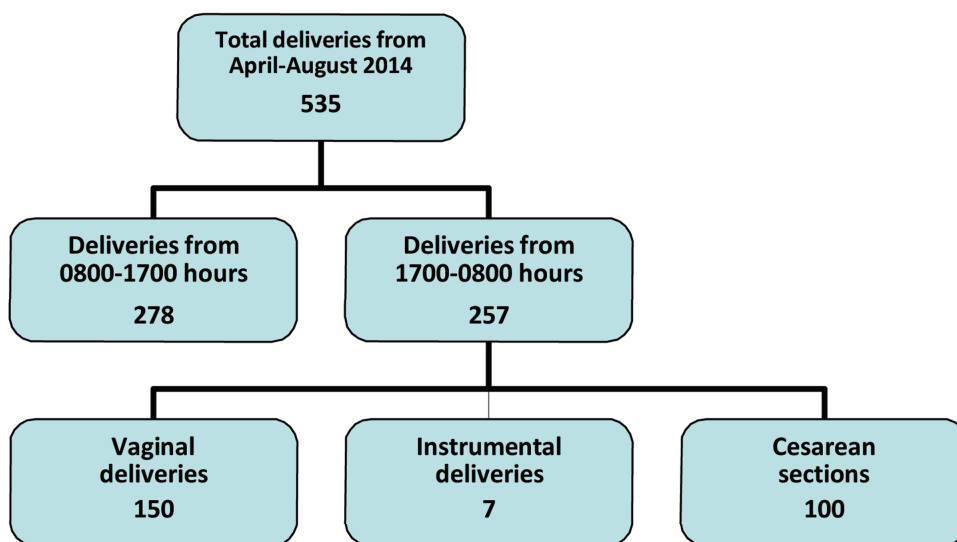 Total deliveries from
April-August 2014
535
Deliveries from
0800-1700 hours
278
Deliveries from
1700-0800 hours
257
Vaginal
deliveries
150
Instrumental
deliveries
7
Cesarean
sections
100